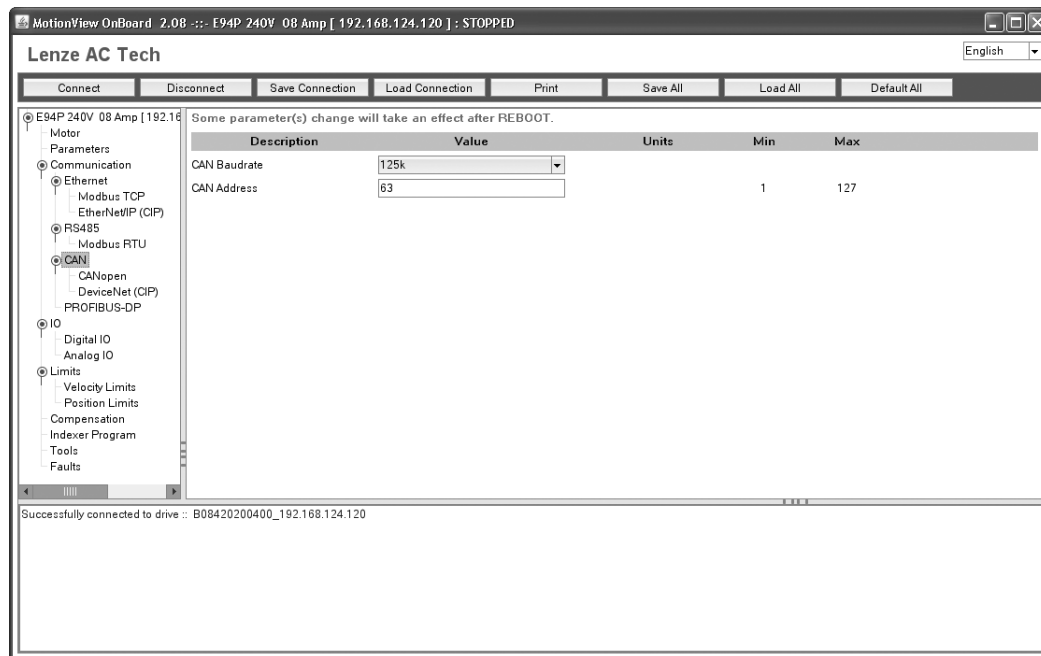 MotionView OnBoard 2.08 -::- E94P 240V 08 Amp [ 192.168.124.120 ] : STOPPED
Lenze AC Tech
English
Connect Disconnect Save Connection Load Connection Print Save All Load All Default All
E94P 240V 08 Amp [ 192.16
Motor
Parameters
Communication
Ethernet
Modbus TCP
EtherNet/IP (CIP)
RS485
Modbus RTU
CAN
CANopen
DeviceNet (CIP)
PROFIBUS-DP
IO
Digital IO
Analog IO
Limits
Velocity Limits
Position Limits
Compensation
Indexer Program
Tools
Faults
Some parameter(s) change will take an effect after REBOOT.
Description Value Units Min Max
CAN Baudrate 125k
CAN Address 63 1 127
Successfully connected to drive :: B08420200400_192.168.124.120